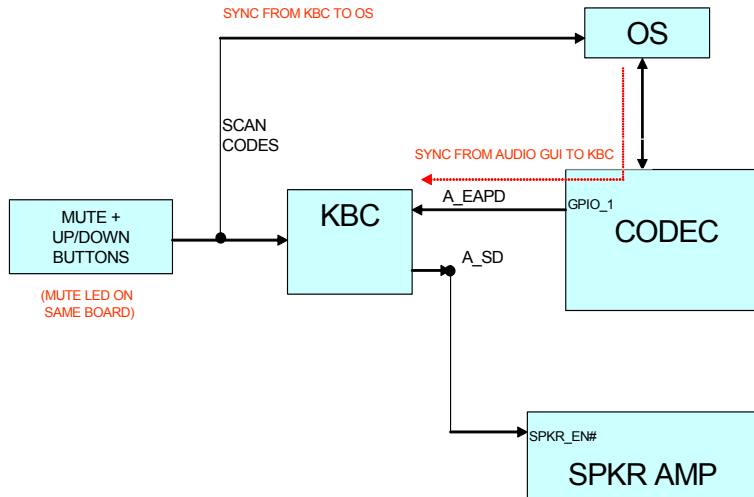 SYNC FROM KBC TO OS
OS
SCAN
CODES
SYNC FROM AUDIO GUI TO KBC
MUTE +
UP/DOWN
BUTTONS
(MUTE LED ON
SAME BOARD)
KBC
A_EAPD
GPIO_1
CODEC
A_SD
SPKR_EN#
SPKR AMP